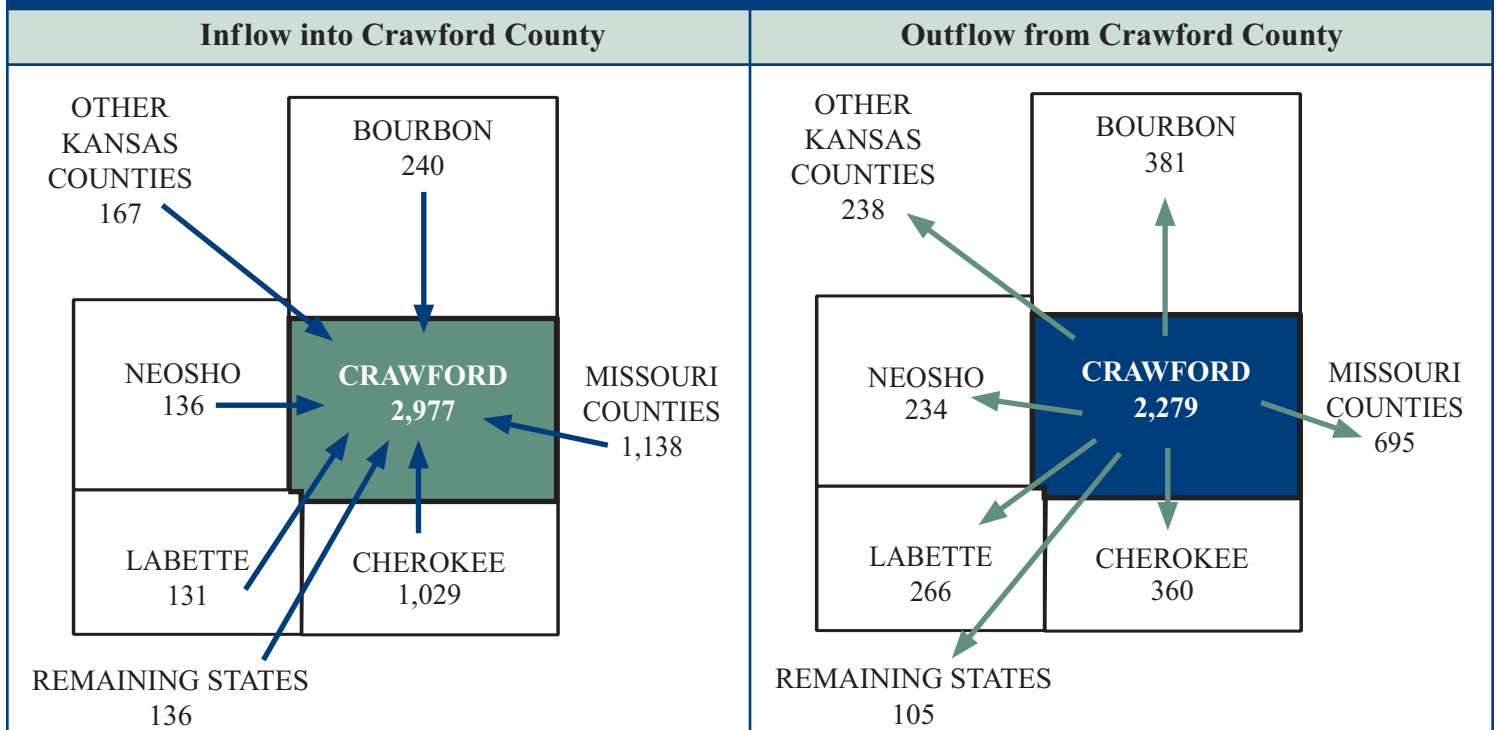 Inflow into Crawford County
OTHER
KANSAS
COUNTIES
167
BOURBON
240
NEOSHO
136
CRAWFORD
2,977
MISSOURI
COUNTIES
1,138
LABETTE
131
CHEROKEE
1,029
REMAINING STATES
136
Outflow from Crawford County
OTHER
KANSAS
COUNTIES
238
BOURBON
381
NEOSHO
234
CRAWFORD
2,279
MISSOURI
COUNTIES
695
LABETTE
266
CHEROKEE
360
REMAINING STATES
105